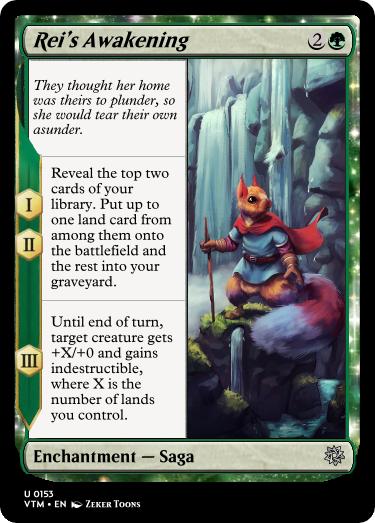 Rei's Awakening
2
They thought her home
was theirs to plunder, so
she would tear their own
asunder.
I
II
Reveal the top two
cards of your
library. Put up to
one land card from
among them onto
the battlefield and
the rest into your
graveyard.
III
Until end of turn,
target creature gets
+X/+0 and gains
indestructible,
where X is the
number of lands
you control.
Enchantment — Saga
U 0153
VTM • EN Zeker Toons